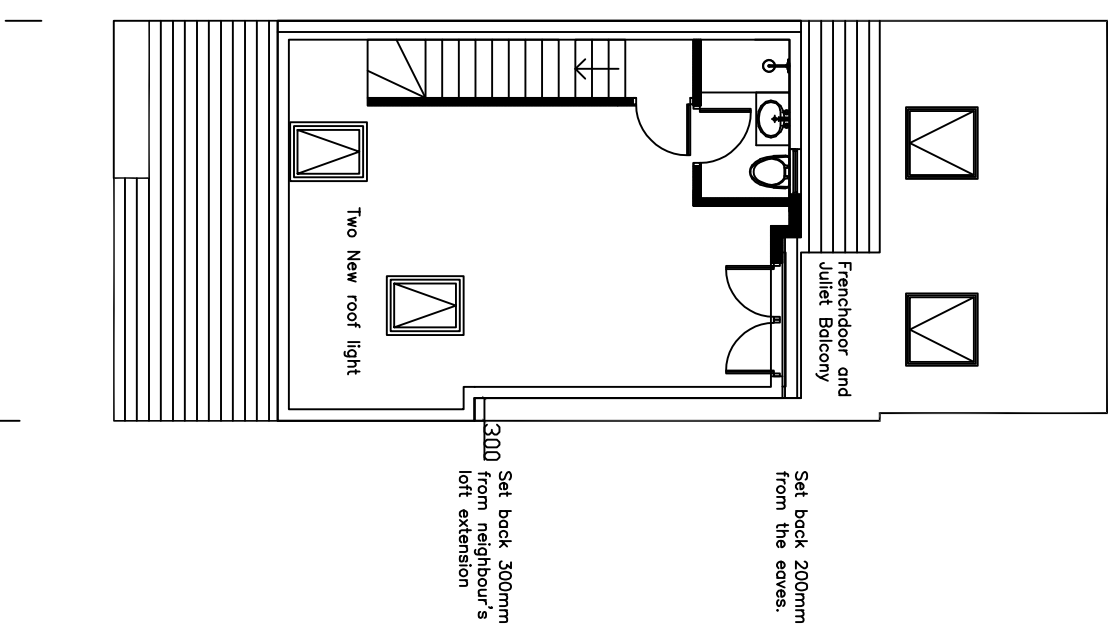 Frenchdoor and
Juliet Balcony
Two New roof light
300
Set back 200mm
from the eaves.
Set back 300mm
from neighbour's
loft extension